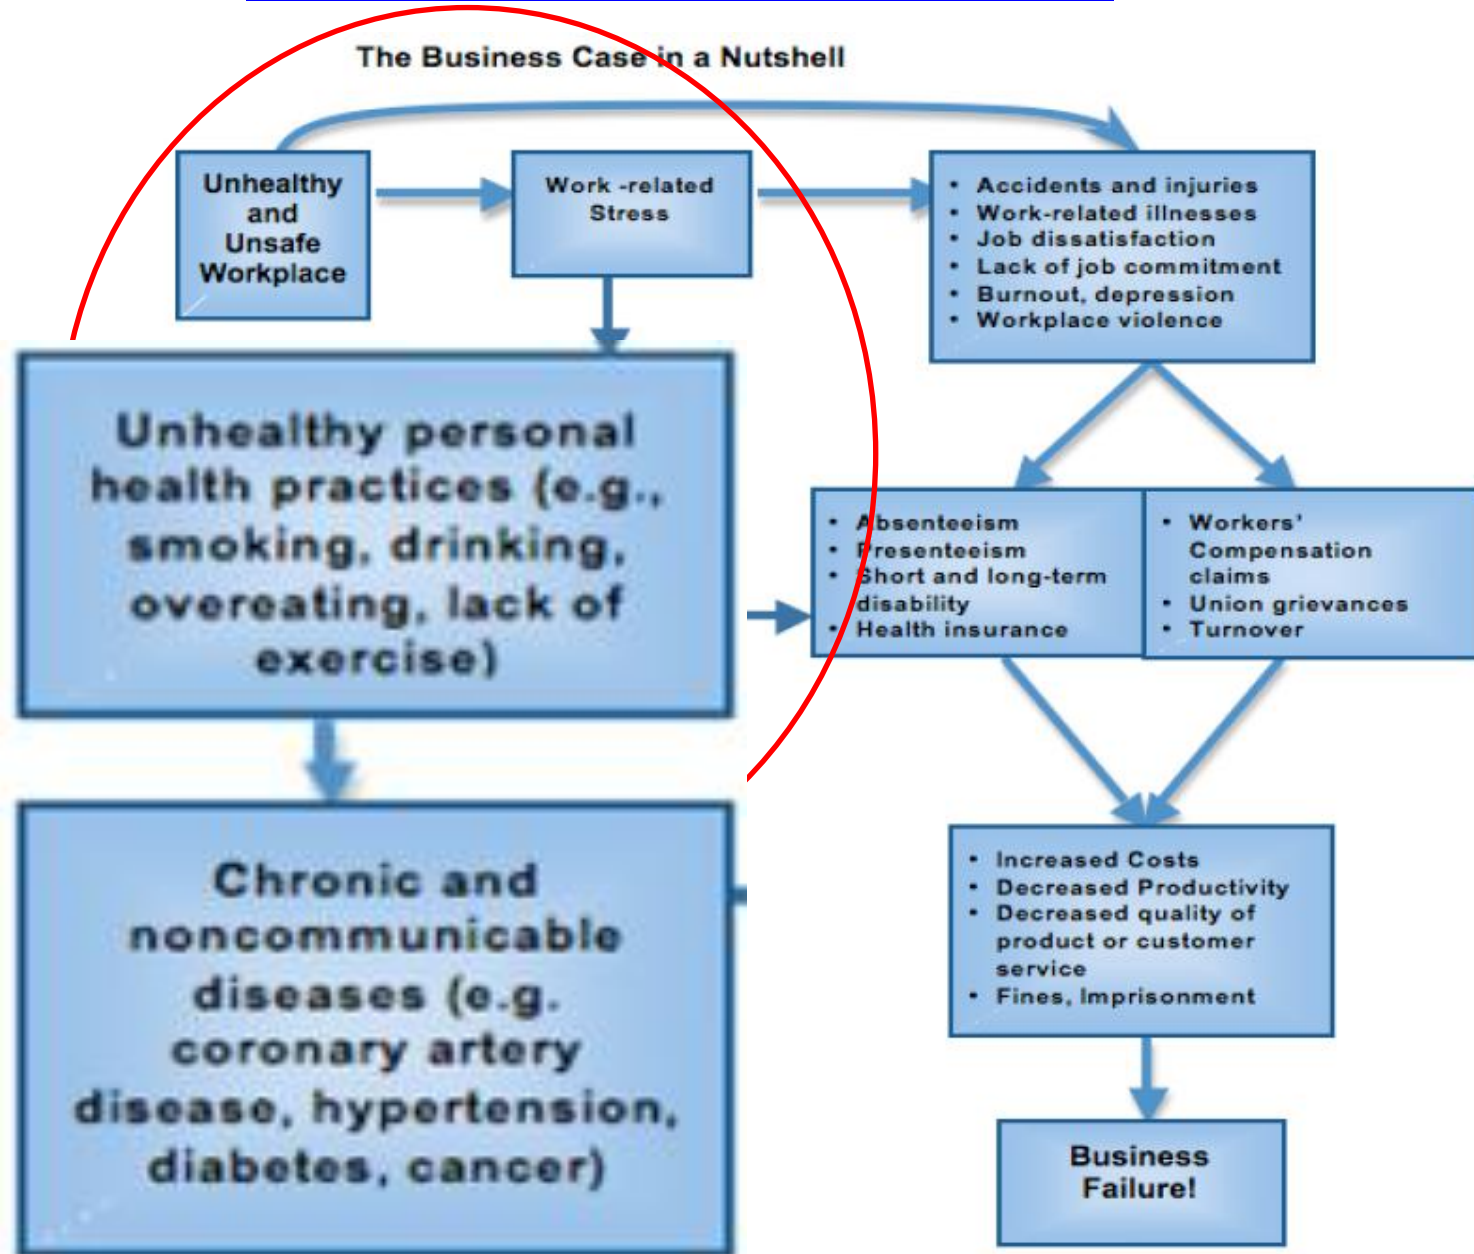 The Business Case in a Nutshell
Unhealthy
and
Unsafe
Workplace
Work -related
Stress
• Accidents and injuries
• Work-related illnesses
• Job dissatisfaction
• Lack of job commitment
• Burnout, depression
• Workplace violence
Unhealthy personal
health practices (e.g.,
smoking, drinking,
overeating, lack of
exercise)
• Absenteeism
• Presenteeism
• Short and long-term
disability
• Health insurance
• Workers'
Compensation
claims
• Union grievances
• Turnover
Chronic and
noncommunicable
diseases (e.g.
coronary artery
disease, hypertension,
diabetes, cancer)
• Increased Costs
• Decreased Productivity
• Decreased quality of
product or customer
service
• Fines, Imprisonment
Business
Failure!